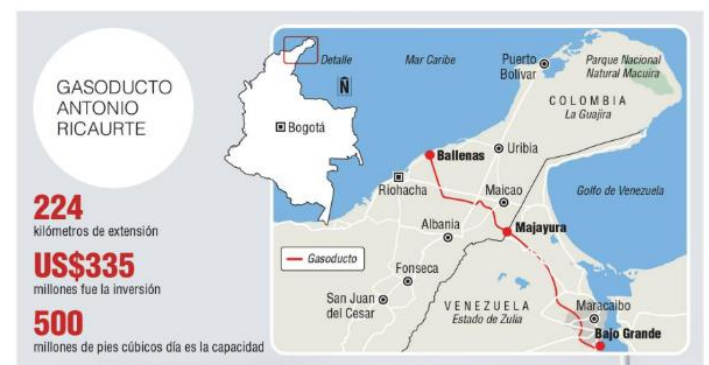 GASODUCTO
ANTONIO
RICAURTE
224
kilómetros de extensión
US$335
millones fue la inversión
500
millones de pies cúbicos día es la capacidad
Detalle
N
Bogotá
Mar Caribe
Puerto
Bolívar
Parque Nacional
Natural Macuira
COLOMBIA
La Guajira
Ballenas
Uribia
Riohacha
Maicao
Golfo de Venezuela
Albania
Majayura
Gasoducto
Fonseca
San Juan
del Cesar
VENEZUELA
Estado de Zulia
Maracaibo
Bajo Grande